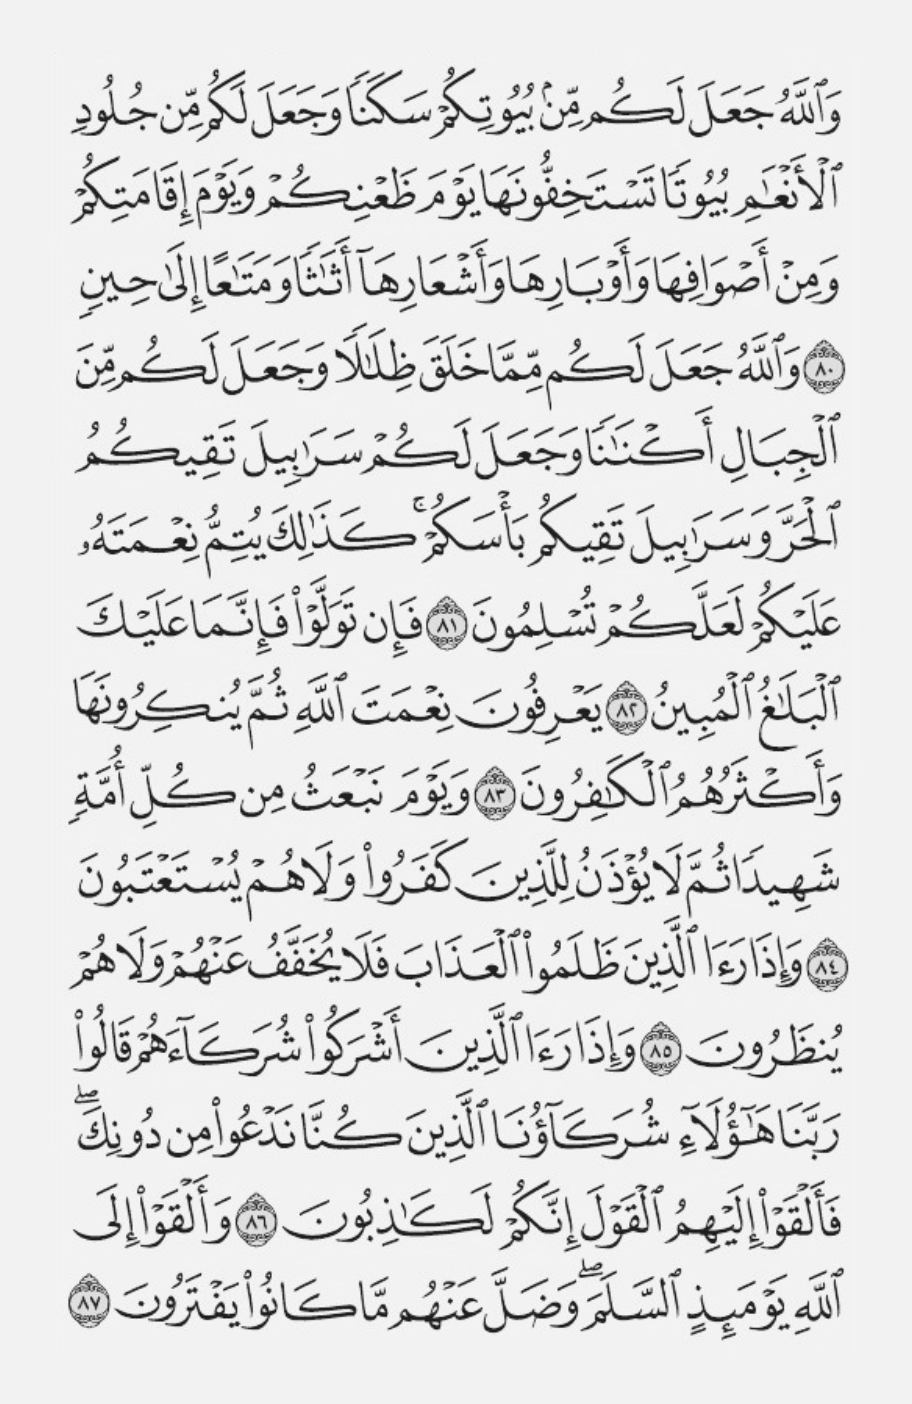 وَٱللَّهُ جَعَلَ لَكُم مِّنۢ بُيُوتِكُمْ سَكَنٗا وَجَعَلَ لَكُم مِّن جُلُودِ
ٱلْأَنْعَٰمِ بُيُوتٗا تَسْتَخِفُّونَهَا يَوْمَ ظَعْنِكُمْ وَيَوْمَ إِقَامَتِكُمْ
وَمِنْ أَصْوَافِهَا وَأَوْبَارِهَا وَأَشْعَارِهَآ أَثَٰثٗا وَمَتَٰعًا إِلَىٰ حِينٖ
٨٠ وَٱللَّهُ جَعَلَ لَكُم مِّمَّا خَلَقَ ظِلَٰلٗا وَجَعَلَ لَكُم مِّنَ
ٱلْجِبَالِ أَكْنَٰنٗا وَجَعَلَ لَكُمْ سَرَٰبِيلَ تَقِيكُمُ
ٱلْحَرَّ وَسَرَٰبِيلَ تَقِيكُم بَأْسَكُمْۚ كَذَٰلِكَ يُتِمُّ نِعْمَتَهُۥ
عَلَيْكُمْ لَعَلَّكُمْ تُسْلِمُونَ ٨١ فَإِن تَوَلَّوْا۟ فَإِنَّمَا عَلَيْكَ
ٱلْبَلَٰغُ ٱلْمُبِينُ ٨٢ يَعْرِفُونَ نِعْمَتَ ٱللَّهِ ثُمَّ يُنكِرُونَهَا
وَأَكْثَرُهُمُ ٱلْكَٰفِرُونَ ٨٣ وَيَوْمَ نَبْعَثُ مِن كُلِّ أُمَّةٖ
شَهِيدٗا ثُمَّ لَا يُؤْذَنُ لِلَّذِينَ كَفَرُوا۟ وَلَا هُمْ يُسْتَعْتَبُونَ
٨٤ وَإِذَا رَءَا ٱلَّذِينَ ظَلَمُوا۟ ٱلْعَذَابَ فَلَا يُخَفَّفُ عَنْهُمْ وَلَا هُمْ
يُنظَرُونَ ٨٥ وَإِذَا رَءَا ٱلَّذِينَ أَشْرَكُوا۟ شُرَكَآءَهُمْ قَالُوا۟
رَبَّنَا هَٰٓؤُلَآءِ شُرَكَآؤُنَا ٱلَّذِينَ كُنَّا نَدْعُوا۟ مِن دُونِكَۖ
فَأَلْقَوْا۟ إِلَيْهِمُ ٱلْقَوْلَ إِنَّكُمْ لَكَٰذِبُونَ ٨٦ وَأَلْقَوْا۟ إِلَى
ٱللَّهِ يَوْمَئِذٍ ٱلسَّلَمَۖ وَضَلَّ عَنْهُم مَّا كَانُوا۟ يَفْتَرُونَ ٨٧